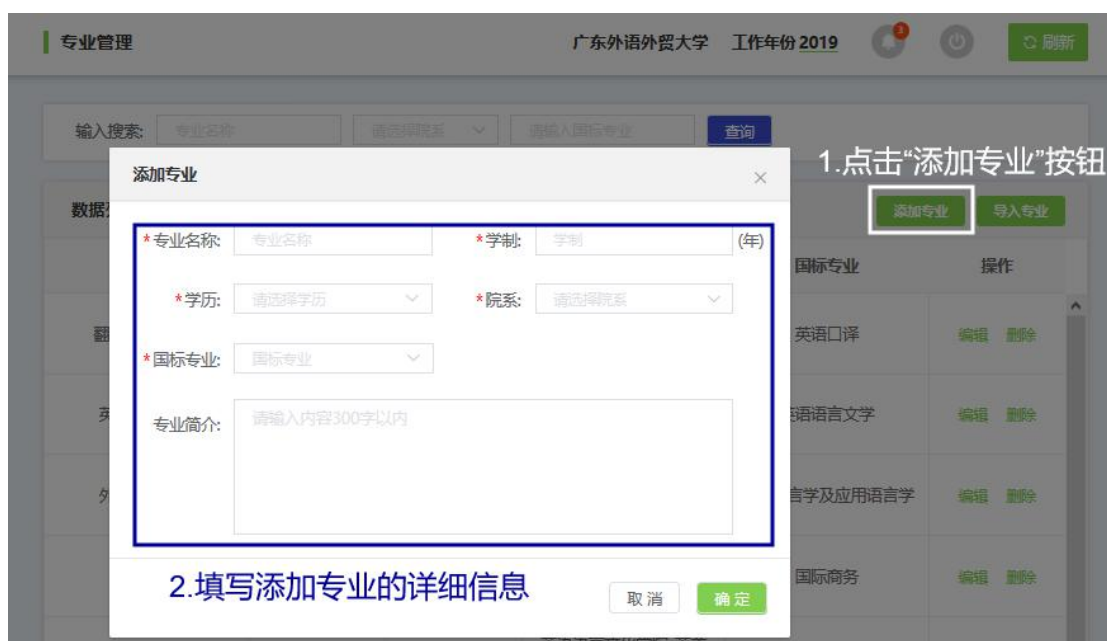 专业管理 广东外语外贸大学 工作年份 2019 3 刷新
输入搜索: 专业名称 请选择院系 请输入国标专业 查询
1.点击“添加专业”按钮
添加专业
数据 添加专业 导入专业
*专业名称: 专业名称 *学制: 学制 (年)
国标专业 操作
*学历: 请选择学历 *院系: 请选择院系
翻 英语口译 编辑 删除
*国标专业: 国标专业
专业简介: 请输入内容300字以内
英 语语言文学 编辑 删除
外 言学及应用语言学 编辑 删除
2.填写添加专业的详细信息
国际商务 编辑 删除
取消 确定